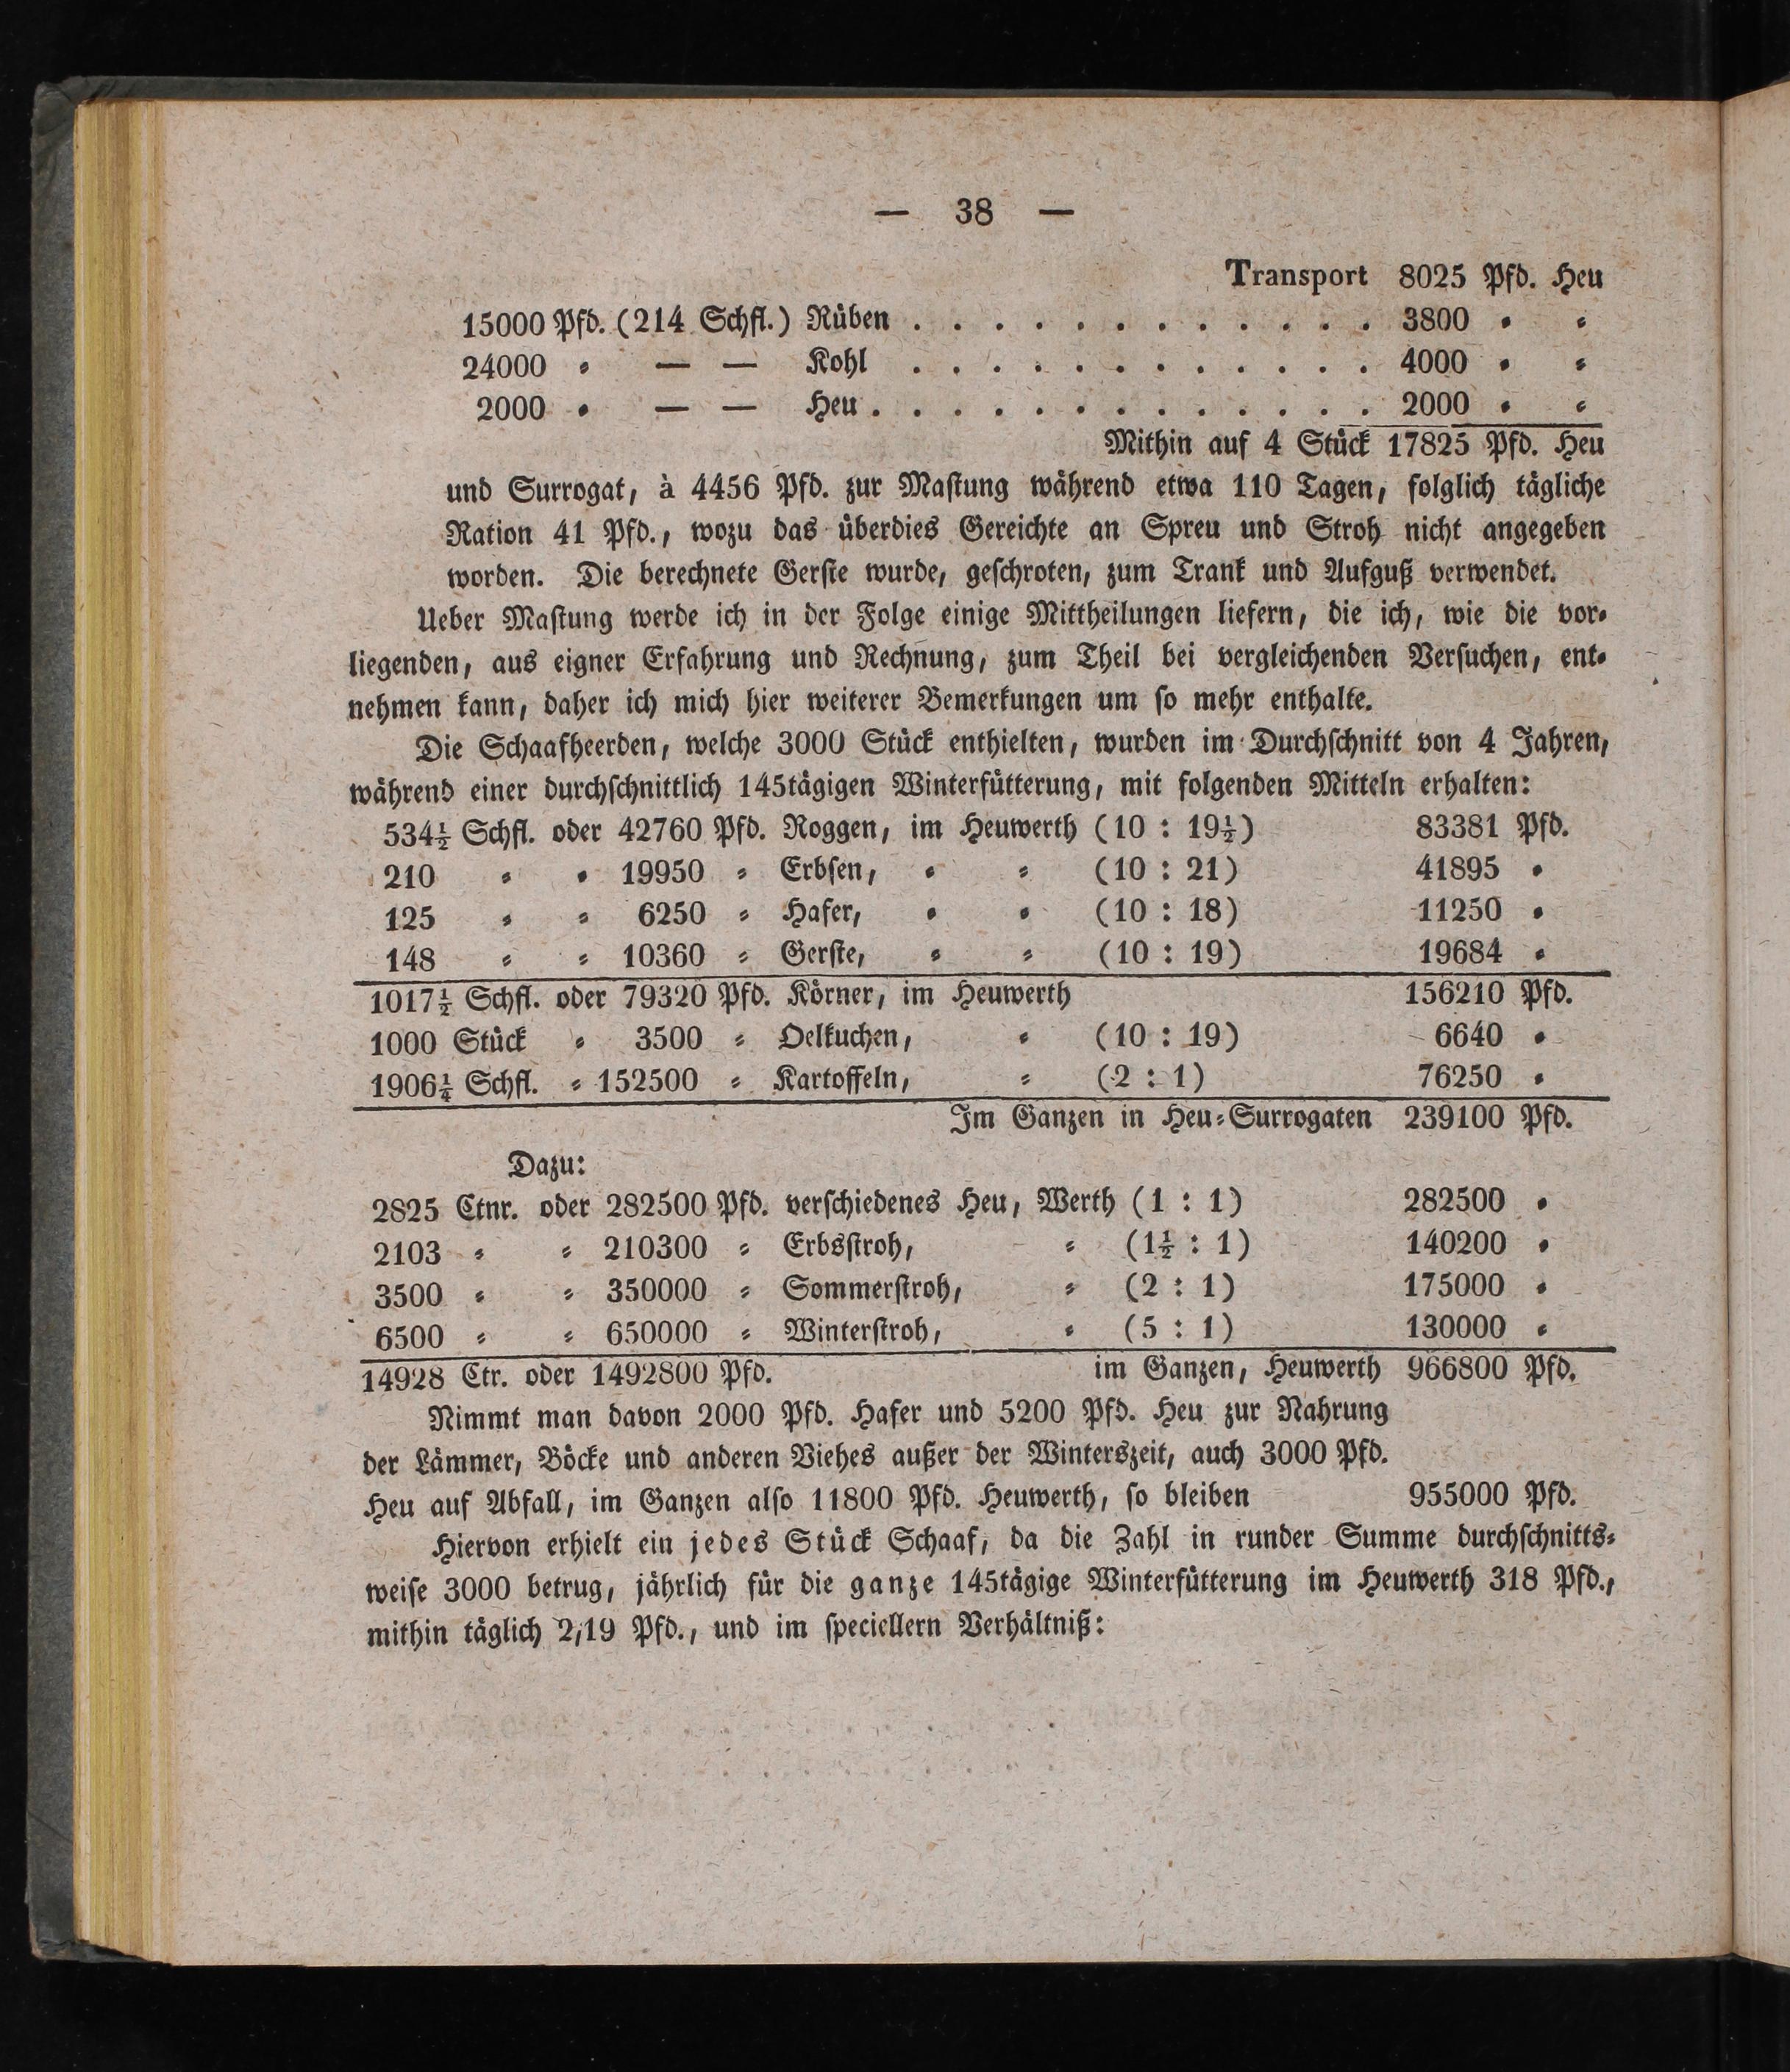 — 38 —
Transport 8025 Pfd. Heu
15000 Pfd. (214 Schfl.) Rüben . . . . . . . . . . . . 3800 〃 〃
24000 〃 — — Kohl . . . . . . . . . . . . 4000 〃 〃
2000 〃 — — Heu . . . . . . . . . . . . . 2000 〃 〃
Mithin auf 4 Stück 17825 Pfd. Heu
und Surrogat, à 4456 Pfd. zur Mastung während etwa 110 Tagen, folglich tägliche
Ration 41 Pfd., wozu das überdies Gereichte an Spreu und Stroh nicht angegeben
worden. Die berechnete Gerste wurde, geschroten, zum Trank und Aufguß verwendet.
Ueber Mastung werde ich in der Folge einige Mittheilungen liefern, die ich, wie die vor-
liegenden, aus eigner Erfahrung und Rechnung, zum Theil bei vergleichenden Versuchen, ent-
nehmen kann, daher ich mich hier weiterer Bemerkungen um so mehr enthalte.
Die Schaafheerden, welche 3000 Stück enthielten, wurden im Durchschnitt von 4 Jahren,
während einer durchschnittlich 145tägigen Winterfütterung, mit folgenden Mitteln erhalten:
534½ Schfl. oder 42760 Pfd. Roggen, im Heuwerth (10 : 19½) 83381 Pfd.
210 〃 〃 19950 〃 Erbsen, 〃 〃 (10 : 21) 41895 〃
125 〃 〃 6250 〃 Hafer, 〃 〃 (10 : 18) 11250 〃
148 〃 〃 10360 〃 Gerste, 〃 〃 (10 : 19) 19684 〃
1017½ Schfl. oder 79320 Pfd. Körner, im Heuwerth 156210 Pfd.
1000 Stück 〃 3500 〃 Oelkuchen, 〃 (10 : 19) 6640 〃
1906¼ Schfl. 〃 152500 〃 Kartoffeln, 〃 (2 : 1) 76250 〃
Im Ganzen in Heu-Surrogaten 239100 Pfd.
Dazu:
2825 Ctnr. oder 282500 Pfd. verschiedenes Heu, Werth (1 : 1) 282500 〃
2103 〃 〃 210300 〃 Erbsstroh, 〃 (1½ : 1) 140200 〃
3500 〃 〃 350000 〃 Sommerstroh, 〃 (2 : 1) 175000 〃
6500 〃 〃 650000 〃 Winterstroh, 〃 (5 : 1) 130000 〃
14928 Ctr. oder 1492800 Pfd. im Ganzen, Heuwerth 966800 Pfd.
Nimmt man davon 2000 Pfd. Hafer und 5200 Pfd. Heu zur Nahrung
der Lämmer, Böcke und anderen Viehes außer der Winterszeit, auch 3000 Pfd.
Heu auf Abfall, im Ganzen also 11800 Pfd. Heuwerth, so bleiben 955000 Pfd.
Hiervon erhielt ein jedes Stück Schaaf, da die Zahl in runder Summe durchschnitts-
weise 3000 betrug, jährlich für die ganze 145tägige Winterfütterung im Heuwerth 318 Pfd.,
mithin täglich 2,19 Pfd., und im speciellern Verhältniß: